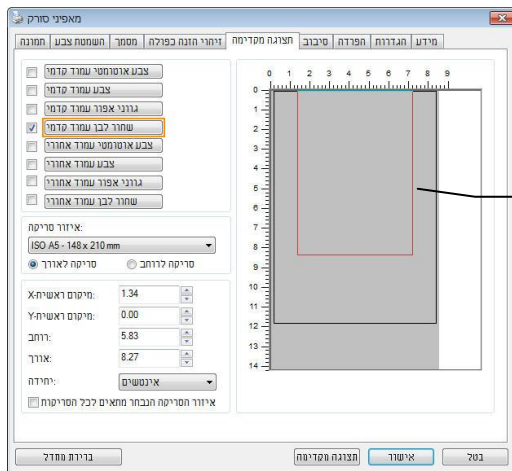 מאפיני סורק
תמונה השמטת צבע מסמך זיהוי הזנה כפולה תצוגה מקדימה סיבוב הפרדה הגדרות מידע
צבע אוטומטי עמוד קדמי
צבע עמוד קדמי
גרווני אפור עמוד קדמי
שחור לבן עמוד קדמי
צבע אוטומטי עמוד אחורי
צבע עמוד אחורי
גרווני אפור עמוד אחורי
שחור לבן עמוד אחורי
איזור סריקה:
ISO A5 - 148 x 210 mm
סריקה לאורך סריקה לרוחב
מיקום ראשית-X: 1.34
מיקום ראשית-Y: 0.00
רוחב: 5.83
אורך: 8.27
יחידה: אינטשים
איזור הסריקה הנבחר מתאים לכל הסריקות
0 1 2 3 4 5 6 7 8 9
0
1
2
3
4
5
6
7
8
9
10
11
12
13
14
ברירת מחדל תצוגה מקדימה אישור בטל